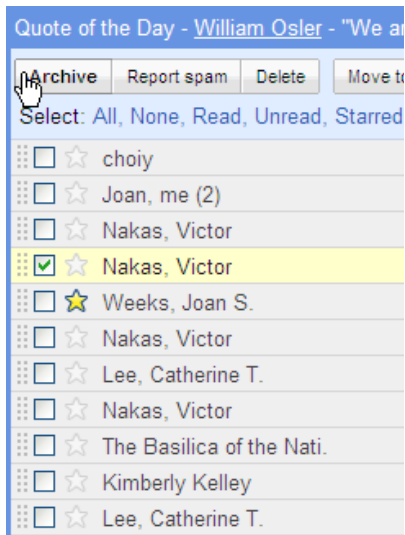 Quote of the Day - William Osler - "We
Archive Report spam Delete Move to
Select: All, None, Read, Unread, Starred
choiy
Joan, me (2)
Nakas, Victor
Nakas, Victor
Weeks, Joan S.
Nakas, Victor
Lee, Catherine T.
Nakas, Victor
The Basilica of the Nati.
Kimberly Kelley
Lee, Catherine T.